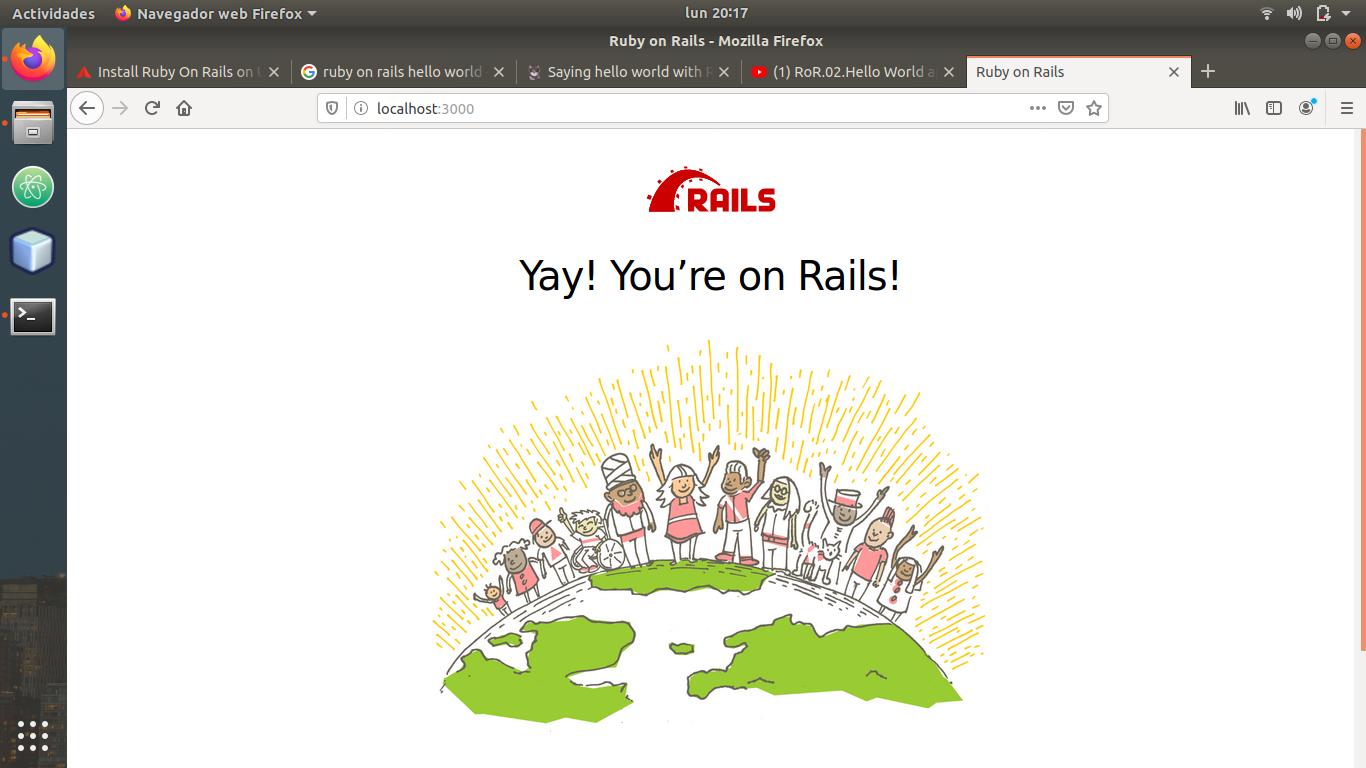 Actividades Navegador web Firefox lun 20:17
Ruby on Rails - Mozilla Firefox
Install Ruby On Rails on ruby on rails hello world Saying hello world with (1) RoR.02.Hello World Ruby on Rails
localhost:3000
RAILS
Yay! You’re on Rails!